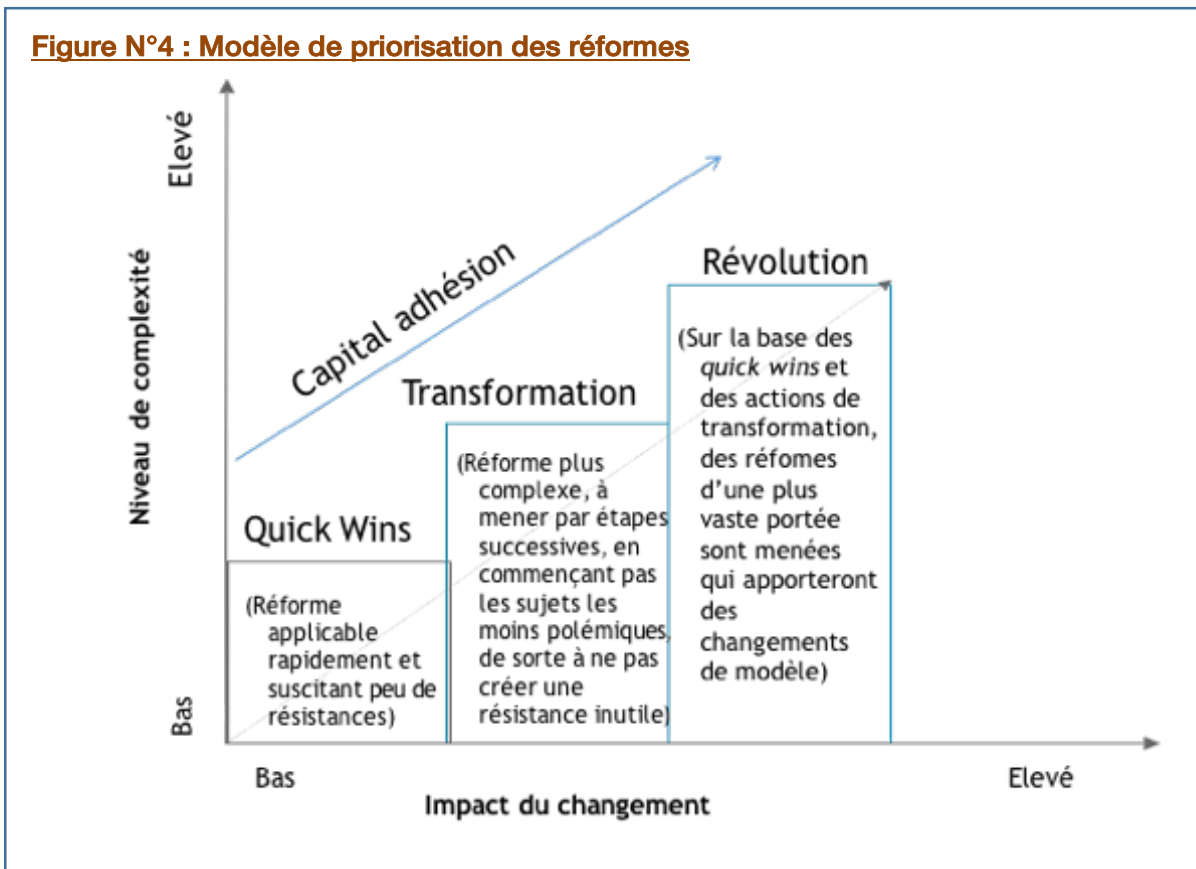 Figure N°4 : Modèle de priorisation des réformes
Elevé
Niveau de complexité
Bas
Capital adhésion
Quick Wins
(Réforme
applicable
rapidement et
suscitant peu de
résistances)
Transformation
(Réforme plus
complexe, à
mener par étapes
successives, en
commençant pas
les sujets les
moins polémiques,
de sorte à ne pas
créer une
résistance inutile)
Révolution
(Sur la base des
quick wins et
des actions de
transformation,
des réfomes
d'une plus
vaste portée
sont menées
qui apporteront
des
changements
de modèle)
Bas
Elevé
Impact du changement